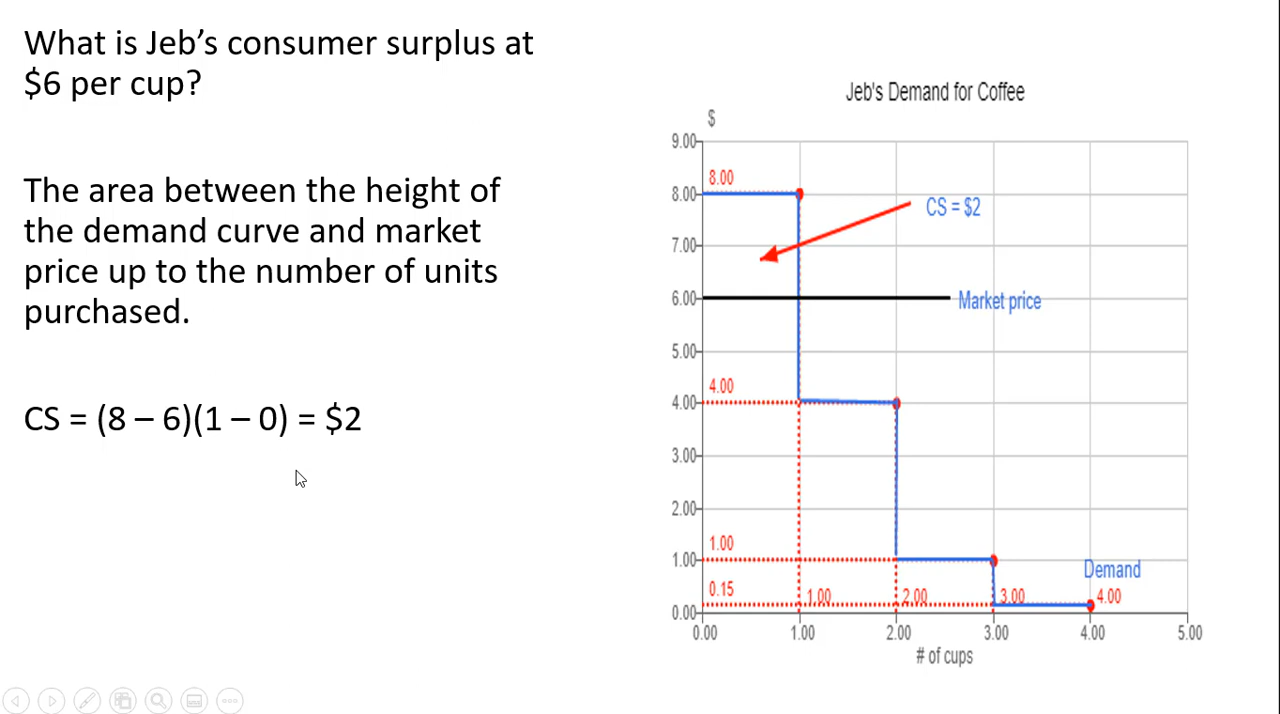 What is Jeb’s consumer surplus at
$6 per cup?
The area between the height of
the demand curve and market
price up to the number of units
purchased.
CS = (8 – 6)(1 – 0) = $2
Jeb's Demand for Coffee
$
9.00
8.00
8.00
CS = $2
7.00
6.00
Market price
5.00
4.00
4.00
3.00
2.00
1.00
1.00
Demand
0.15
1.00
2.00
3.00
4.00
0.00
0.00
1.00
2.00
3.00
4.00
5.00
# of cups